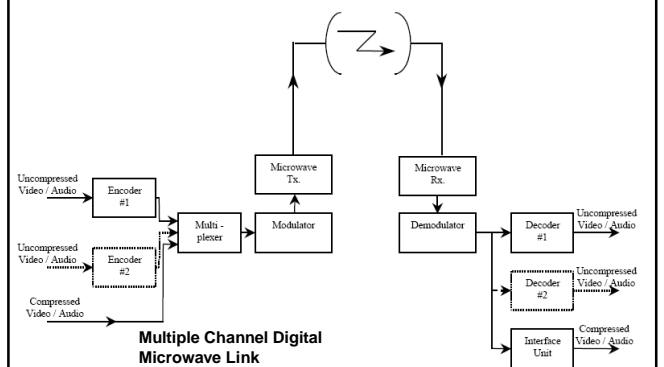 Microwave
Tx.
Microwave
Rx.
Uncompressed
Video / Audio
Encoder
#1
Multi -
plexer
Modulator
Demodulator
Decoder
#1
Uncompressed
Video / Audio
Uncompressed
Video / Audio
Encoder
#2
Decoder
#2
Uncompressed
Video / Audio
Compressed
Video / Audio
Interface
Unit
Compressed
Video / Audio
Multiple Channel Digital
Microwave Link